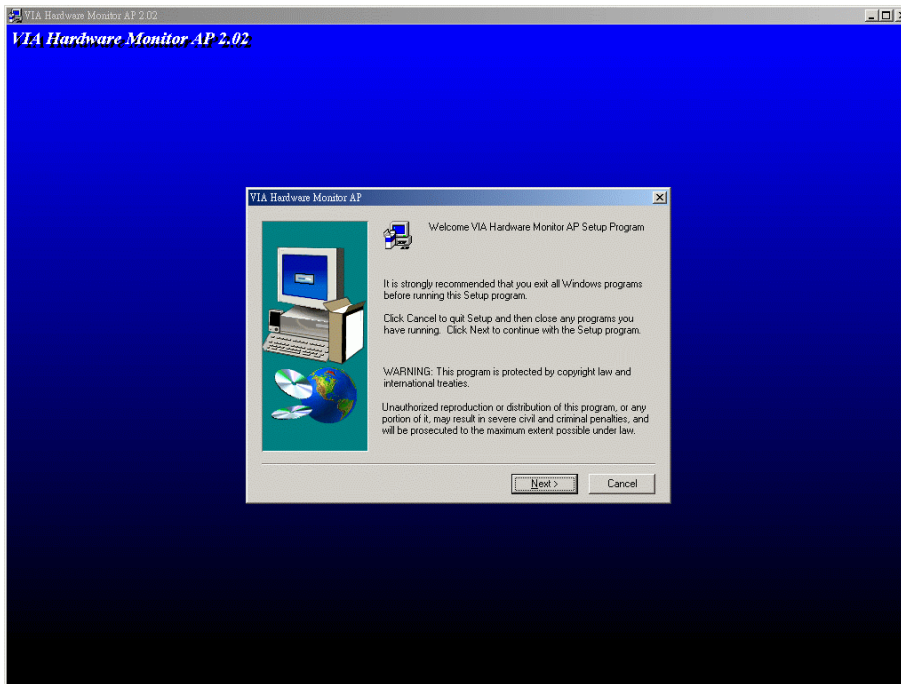 VIA Hardware Monitor AP 2.02
VIA Hardware Monitor AP 2.02
VIA Hardware Monitor AP
Welcome VIA Hardware Monitor AP Setup Program
It is strongly recommended that you exit all Windows programs
before running this Setup program.
Click Cancel to quit Setup and then close any programs you
have running. Click Next to continue with the Setup program.
WARNING: This program is protected by copyright law and
international treaties.
Unauthorized reproduction or distribution of this program, or any
portion of it, may result in severe civil and criminal penalties, and
will be prosecuted to the maximum extent possible under law.
Next >
Cancel